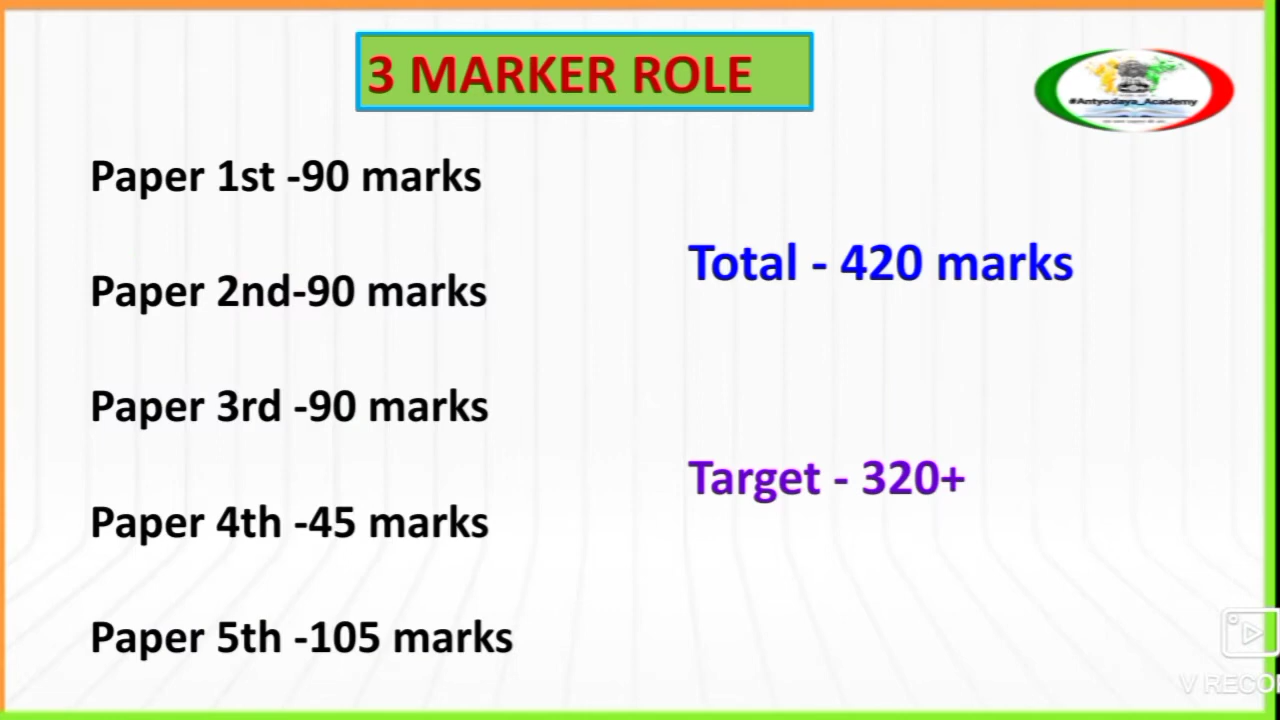 3 MARKER ROLE
#Antyodaya_Academy
Paper 1st -90 marks
Paper 2nd-90 marks
Paper 3rd -90 marks
Paper 4th -45 marks
Paper 5th -105 marks
Total - 420 marks
Target - 320+
V RECO